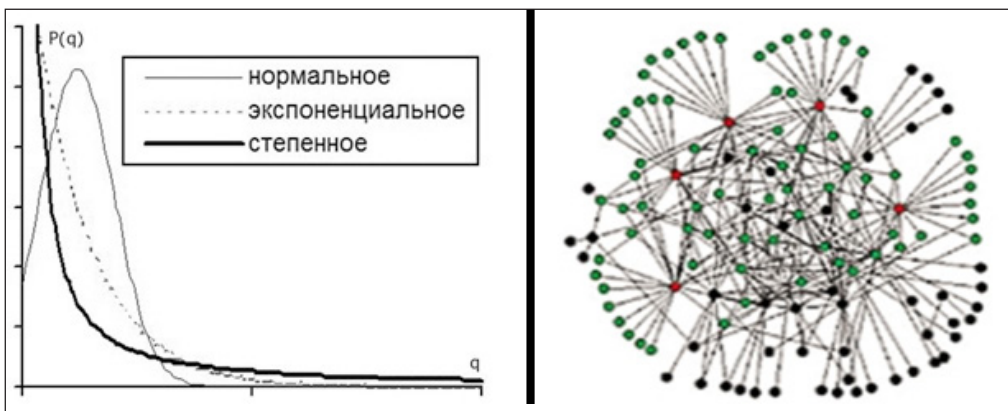 P(q)
нормальное
экспоненциальное
степенное
q